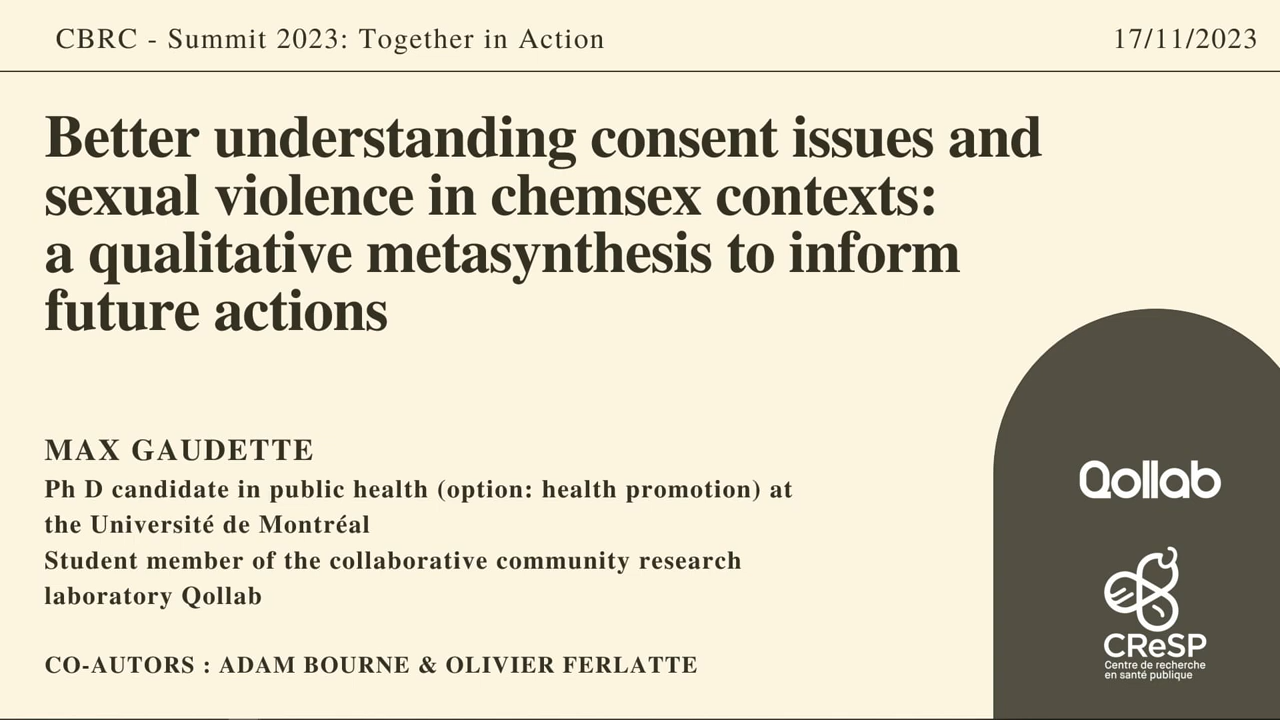 CBRC - Summit 2023: Together in Action
17/11/2023
Better understanding consent issues and
sexual violence in chemsex contexts:
a qualitative metasynthesis to inform
future actions
MAX GAUDETTE
Ph D candidate in public health (option: health promotion) at
the Université de Montréal
Student member of the collaborative community research
laboratory Qollab
CO-AUTORS : ADAM BOURNE & OLIVIER FERLATTE
Qollab
CReSP
Centre de recherche
en santé publique